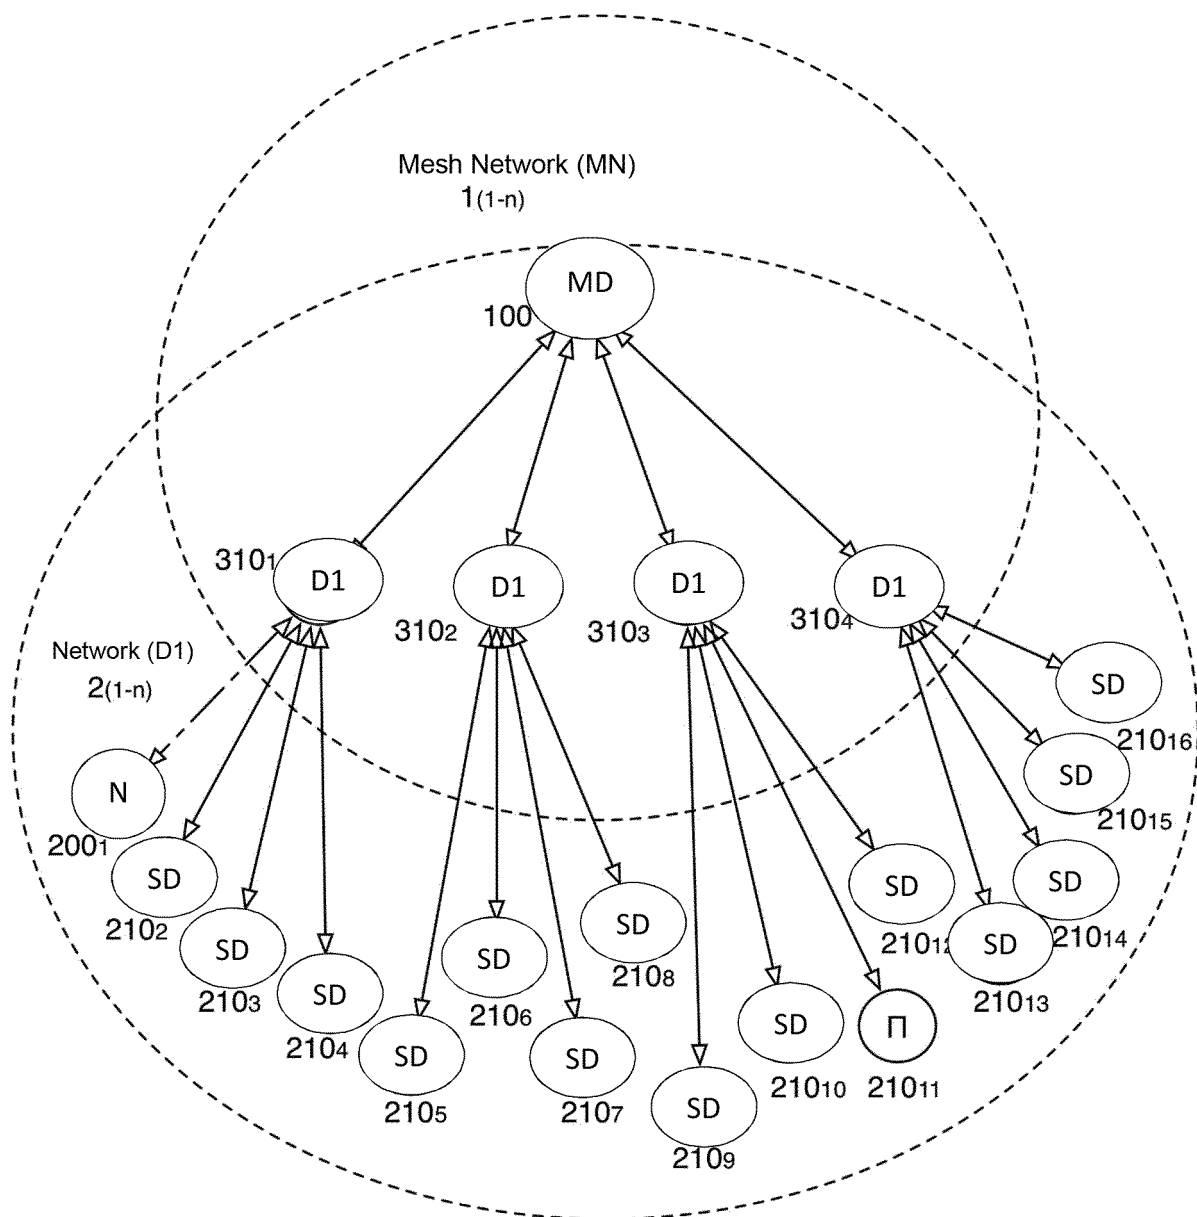 Mesh Network (MN)
1(1-n)
MD
100
310₁
D1
D1
D1
D1
310₂
310₃
310₄
Network (D1)
2(1-n)
SD
210₁₆
N
200₁
SD
210₁₅
SD
210₂
SD
210₃
SD
210₄
SD
210₅
SD
210₆
SD
210₇
SD
210₈
SD
210₉
SD
210₁₀
П
210₁₁
SD
210₁₂
SD
210₁₃
SD
210₁₄